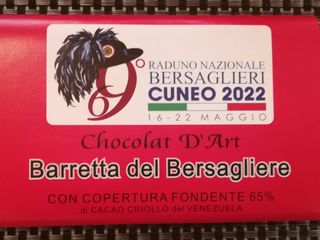 69°
RADUNO NAZIONALE
BERSAGLIERI
CUNEO 2022
16-22 MAGGIO
Chocolat D'Art
Barretta del Bersagliere
CON COPERTURA FONDENTE 65%
di CACAO CRIOLLO del VENEZUELA